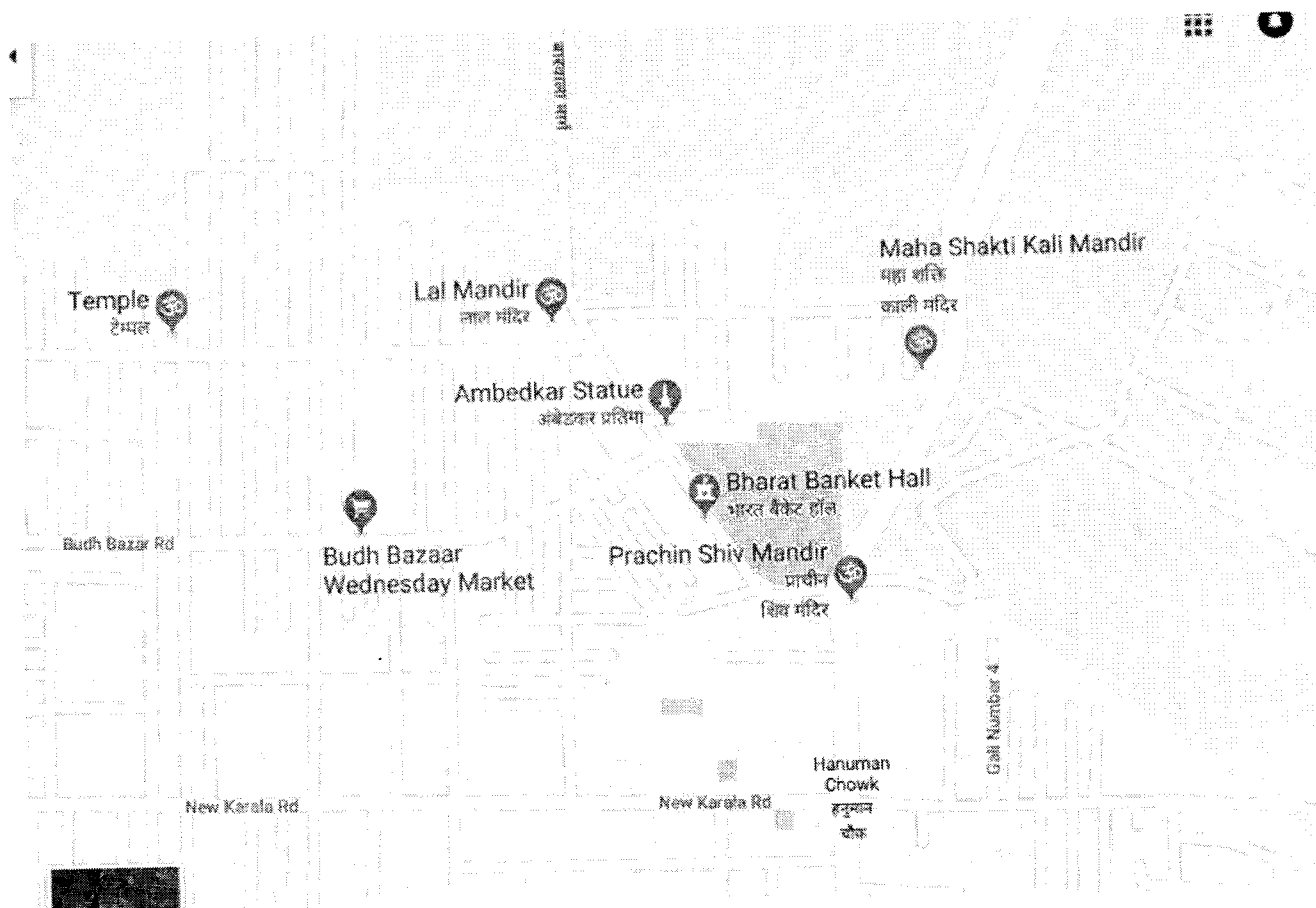 Maha Shakti Kali Mandir
महा शक्ति
काली मंदिर
Temple
टेम्पल
Lal Mandir
लाल मंदिर
Ambedkar Statue
अंबेडकर प्रतिमा
Bharat Banket Hall
भारत बैंकेट हॉल
Budh Bazar Rd
Budh Bazaar
Wednesday Market
Prachin Shiv Mandir
प्राचीन
शिव मंदिर
Gali Number 4
Hanuman
Chowk
हनुमान
चौक
New Karala Rd
New Karala Rd